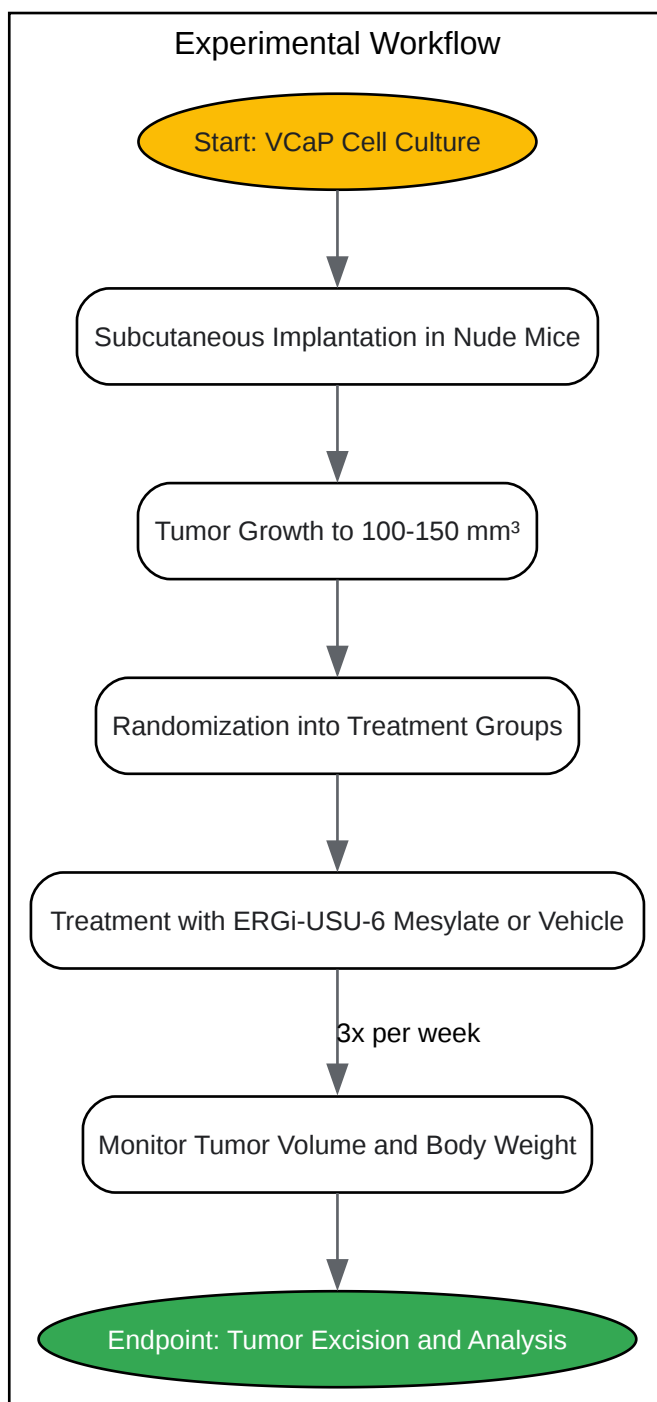 Experimental Workflow
Start: VCaP Cell Culture
Subcutaneous Implantation in Nude Mice
Tumor Growth to 100-150 mm³
Randomization into Treatment Groups
Treatment with ERGi-USU-6 Mesylate or Vehicle
3x per week
Monitor Tumor Volume and Body Weight
Endpoint: Tumor Excision and Analysis